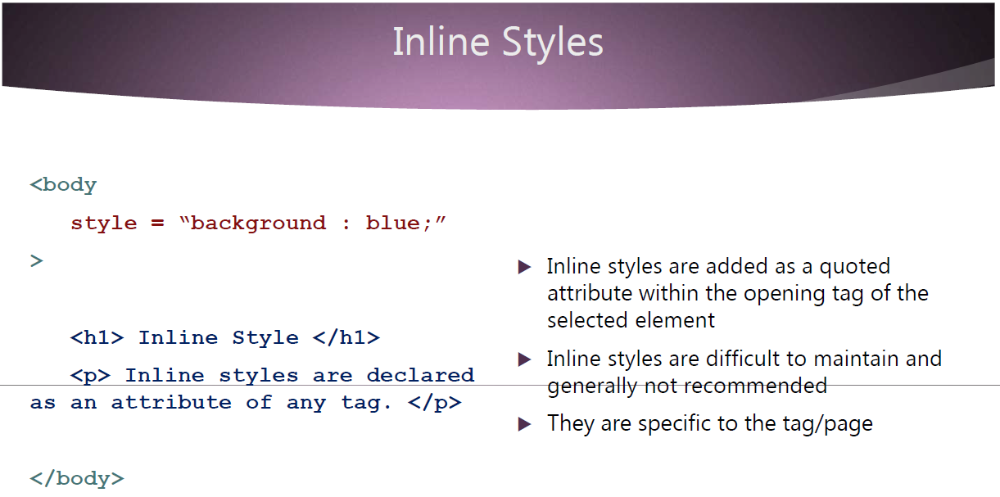 Inline Styles
<body
style = “background : blue;”
>
<h1> Inline Style </h1>
<p> Inline styles are declared
as an attribute of any tag. </p>
</body>
Inline styles are added as a quoted
attribute within the opening tag of the
selected element
Inline styles are difficult to maintain and
generally not recommended
They are specific to the tag/page